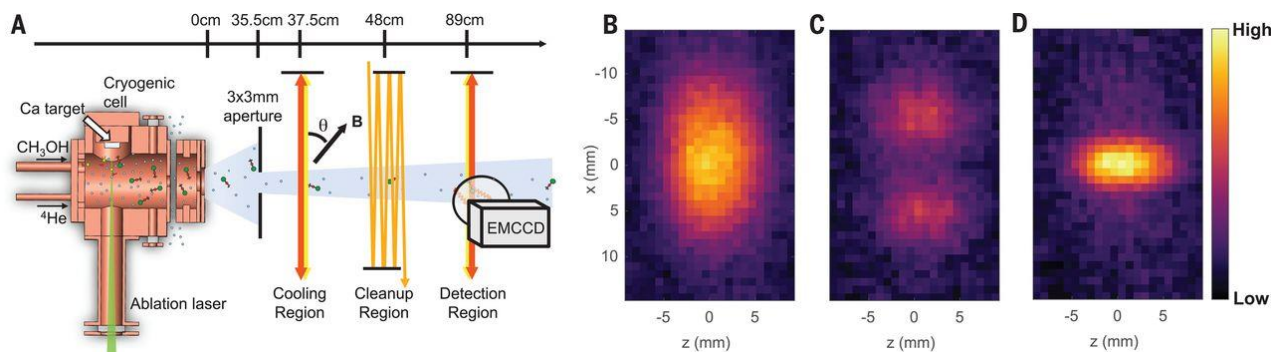 A
0cm 35.5cm 37.5cm 48cm 89cm
Cryogenic
cell
Ca target
3x3mm
aperture
CH₃OH
⁴He
θ
B
EMCCD
Ablation laser
Cooling
Region
Cleanup
Region
Detection
Region
B
x (mm)
-10
-5
0
5
10
-5 0 5
z (mm)
C
-5 0 5
z (mm)
D
-5 0 5
z (mm)
High
Low